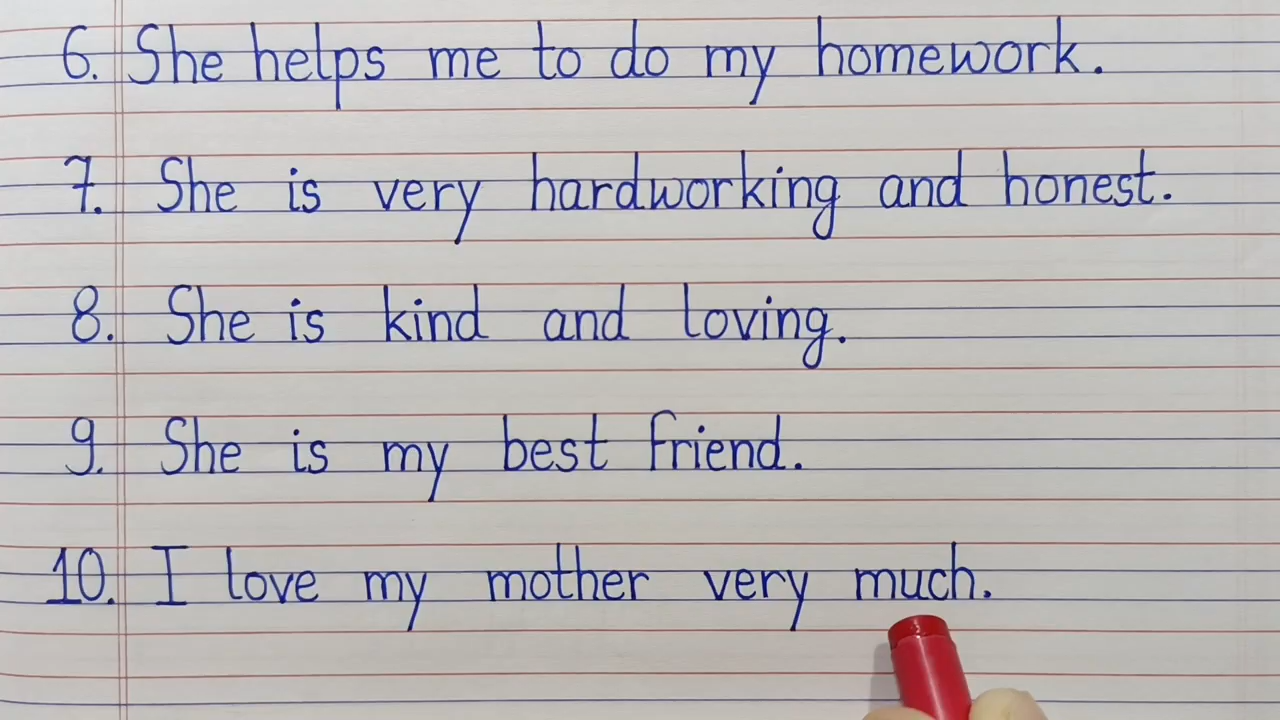 6. She helps me to do my homework.
7. She is very hardworking and honest.
8. She is kind and loving.
9. She is my best friend.
10. I love my mother very much.